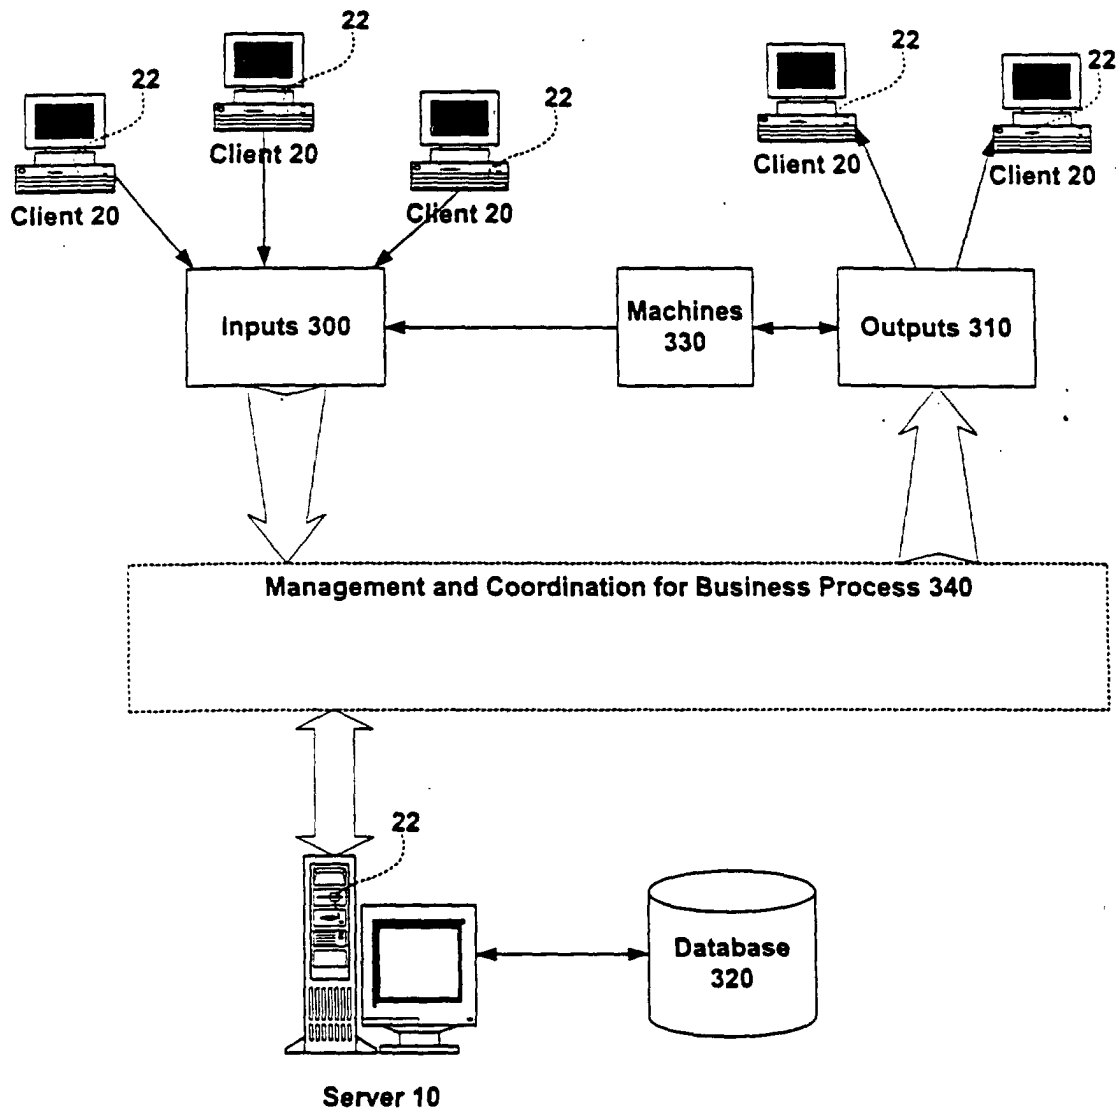 22
22
22
22
22
Client 20
Client 20
Client 20
Client 20
Client 20
Inputs 300
Machines
330
Outputs 310
Management and Coordination for Business Process 340
22
Database
320
Server 10